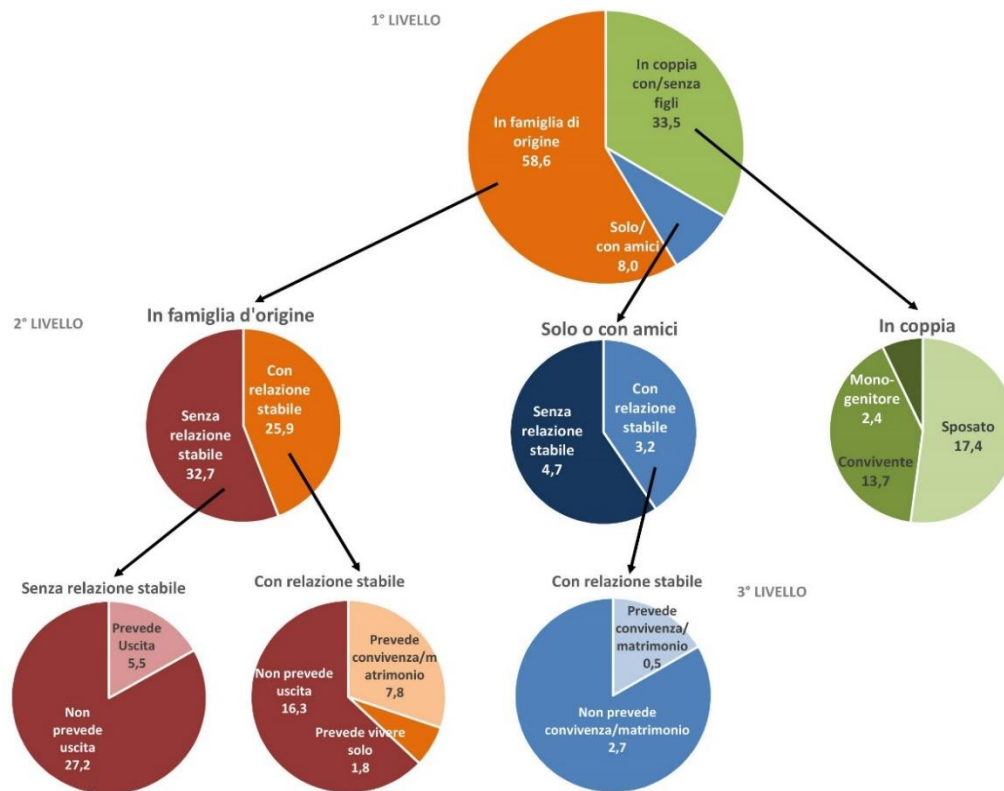 1° LIVELLO
In coppia
con/senza
figli
33,5
In famiglia di
origine
58,6
Solo/
con amici
8,0
2° LIVELLO
In famiglia d'origine
Con
relazione
stabile
25,9
Senza
relazione
stabile
32,7
Solo o con amici
Senza
relazione
stabile
4,7
Con
relazione
stabile
3,2
In coppia
Mono-
genitore
2,4
Sposato
17,4
Convivente
13,7
3° LIVELLO
Senza relazione stabile
Prevede
Uscita
5,5
Non
prevede
uscita
27,2
Con relazione stabile
Prevede
convivenza/m
atrimonio
7,8
Non prevede
uscita
16,3
Prevede vivere
solo
1,8
Con relazione stabile
Prevede
convivenza/
matrimonio
0,5
Non prevede
convivenza/matrimonio
2,7